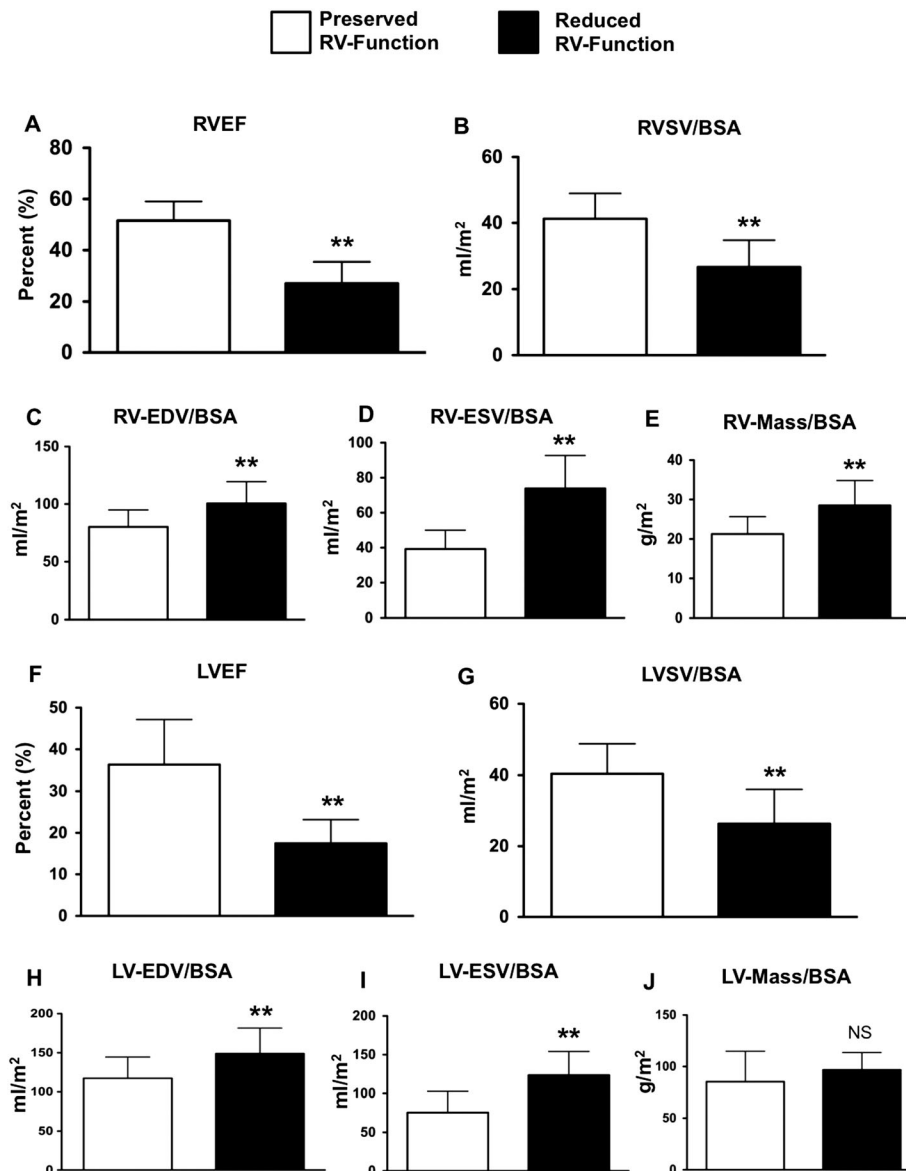 Preserved
RV-Function
Reduced
RV-Function
A
RVEF
Percent (%)
80
60
40
20
0
**
B
RVSV/BSA
ml/m²
60
40
20
0
**
C
RV-EDV/BSA
ml/m²
150
100
50
0
**
D
RV-ESV/BSA
ml/m²
100
80
60
40
20
0
**
E
RV-Mass/BSA
g/m²
40
30
20
10
0
**
F
LVEF
Percent (%)
50
40
30
20
10
0
**
G
LVSV/BSA
ml/m²
60
40
20
0
**
H
LV-EDV/BSA
ml/m²
200
150
100
50
0
**
I
LV-ESV/BSA
ml/m²
200
150
100
50
0
**
J
LV-Mass/BSA
g/m²
150
100
50
0
NS